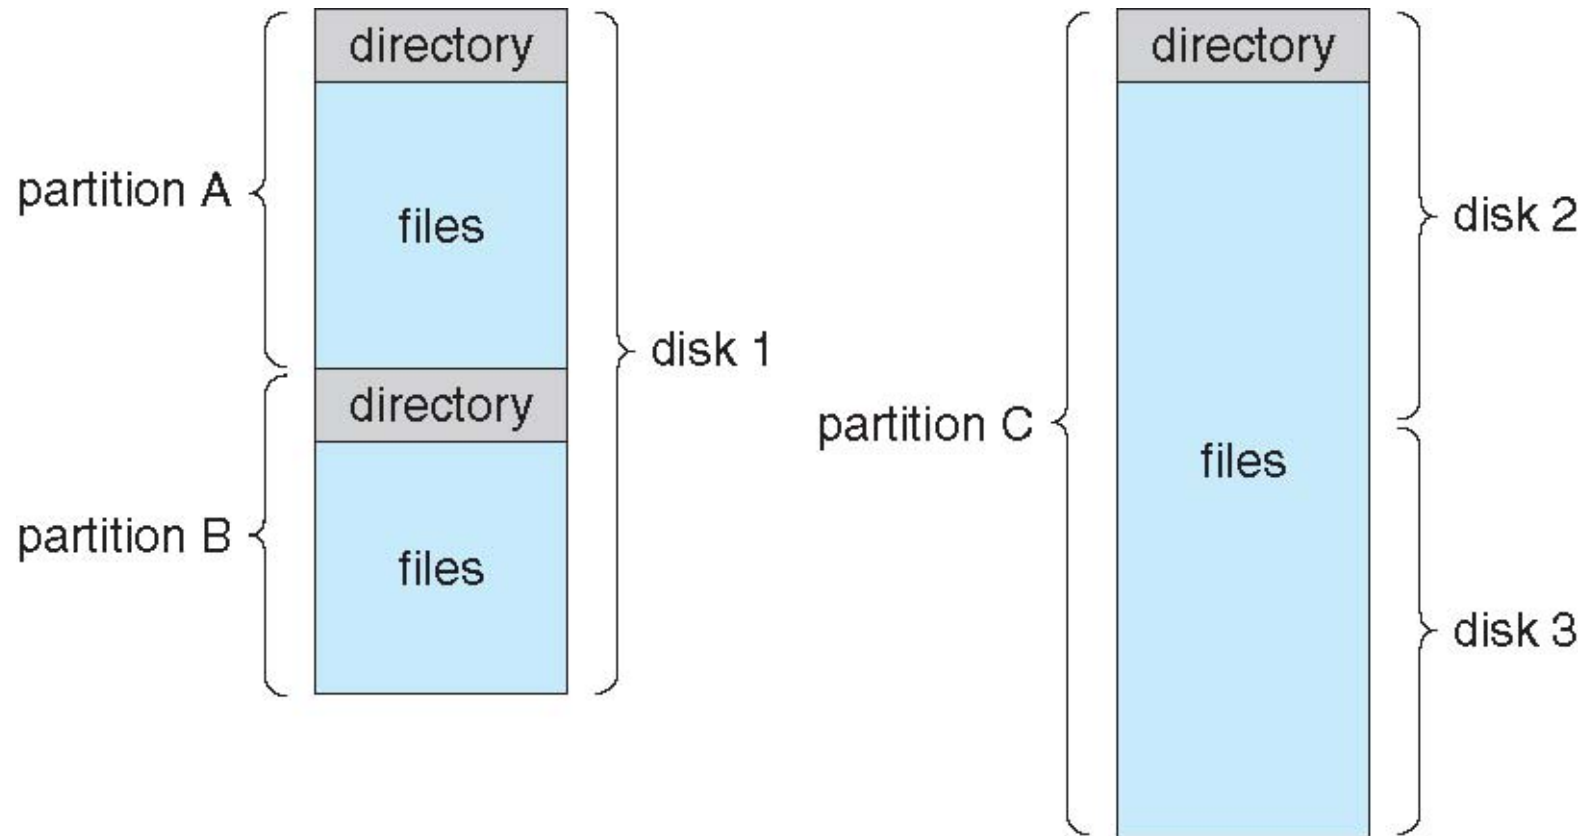 directory
partition A
files
disk 1
directory
partition B
files
directory
disk 2
partition C
files
disk 3